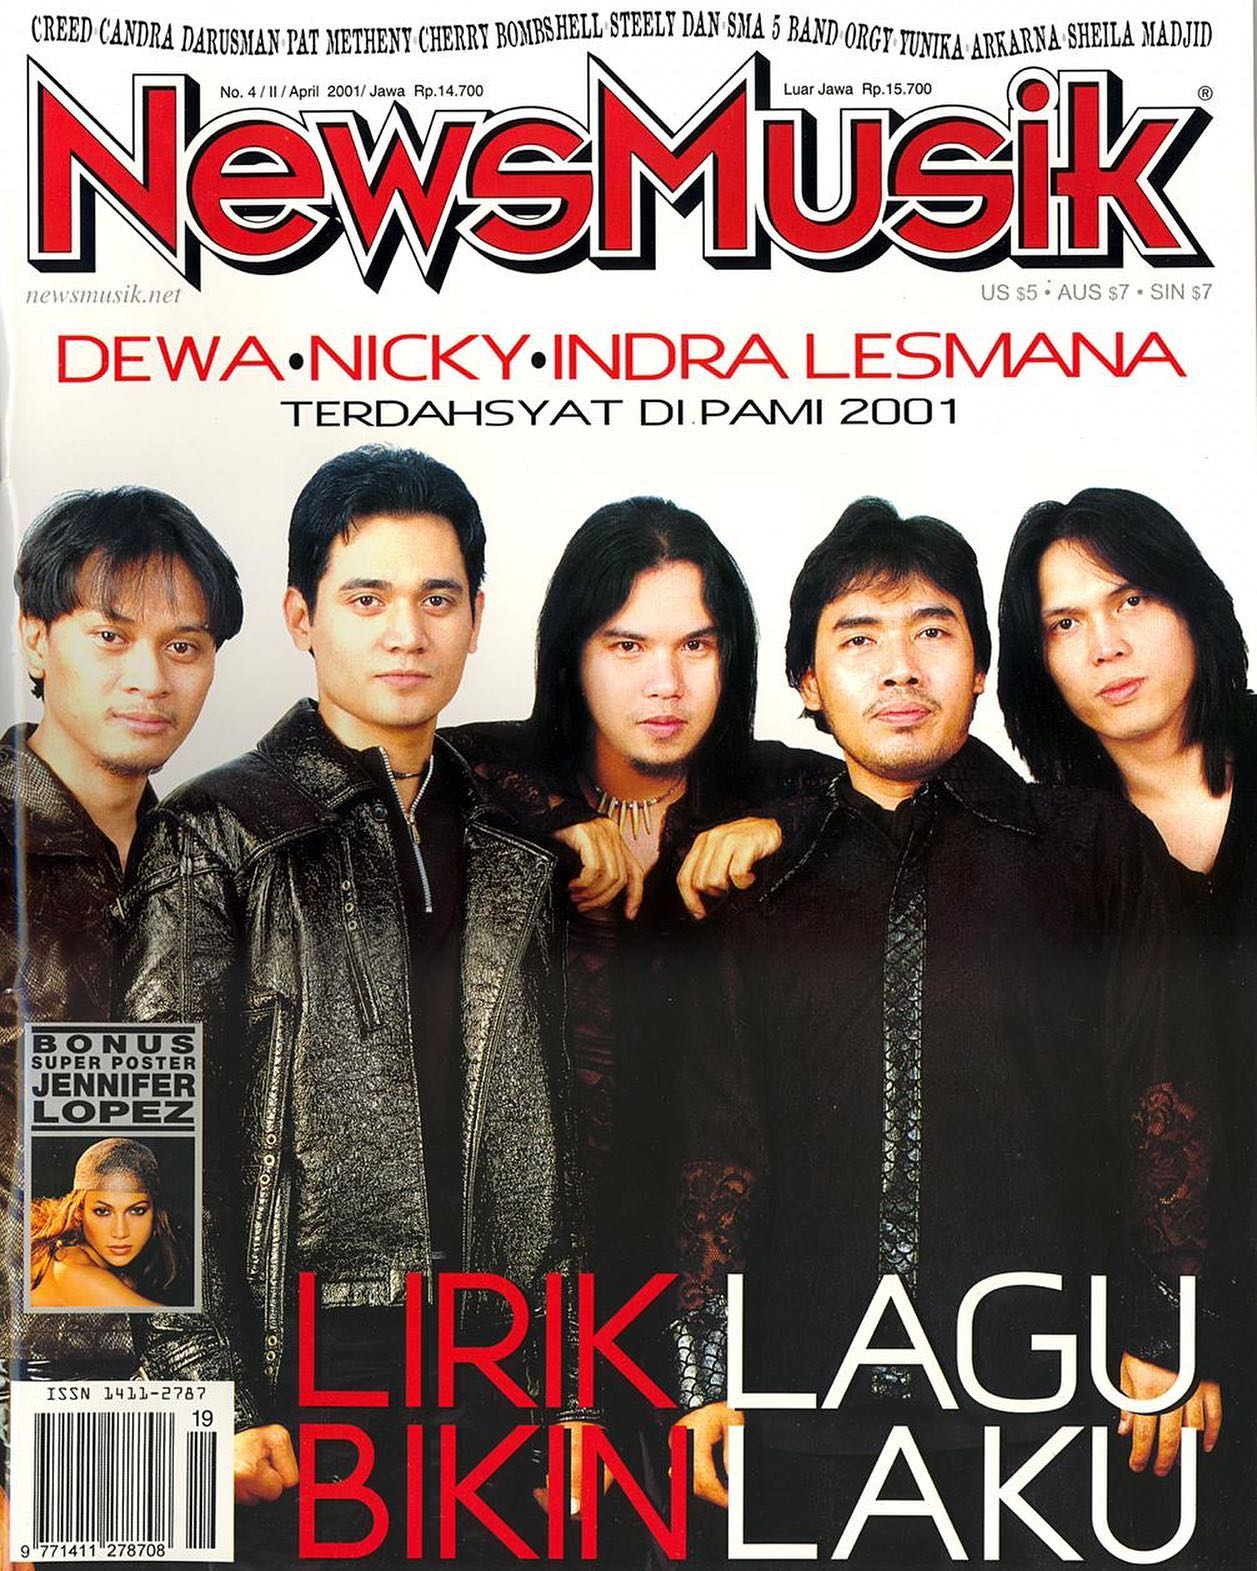 CREED CANDRA DARUSMAN PAT METHENY CHERRY BOMBSHELL STEELY DAN SMA 5 BAND ORGY YUNIKA ARKARNA SHEILA MADJID
No. 4 / II / April 2001/ Jawa Rp.14.700
Luar Jawa Rp.15.700
NewsMusik ®
newsmusik.net
US $5 • AUS $7 • SIN $7
DEWA•NICKY•INDRA LESMANA
TERDAHSYAT DI PAMI 2001
BONUS
SUPER POSTER
JENNIFER
LOPEZ
LIRIK LAGU
BIKIN LAKU
ISSN 1411-2787
19
9 771411 278708